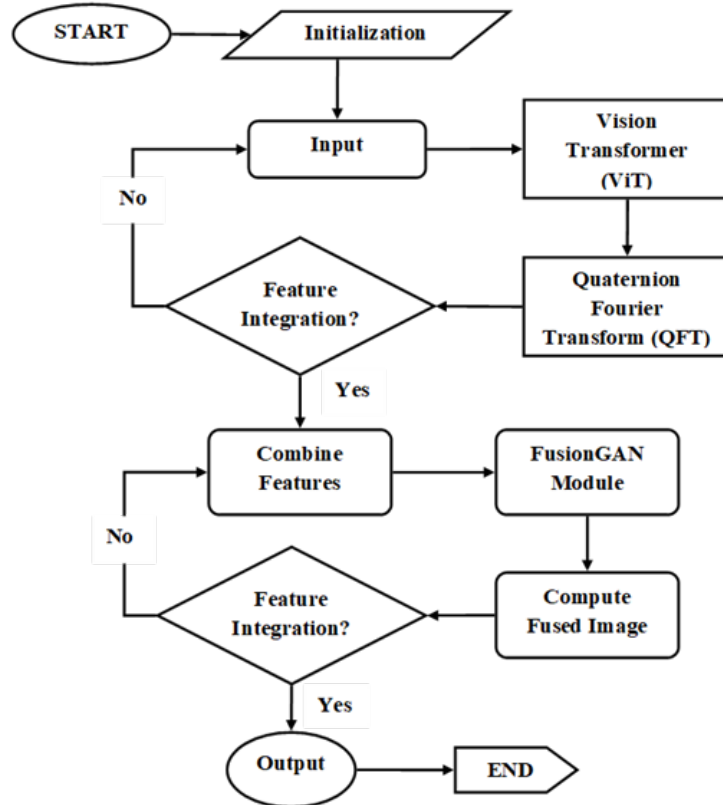 START
Initialization
Input
Vision
Transformer
(ViT)
No
Feature
Integration?
Quaternion
Fourier
Transform (QFT)
Yes
Combine
Features
FusionGAN
Module
No
Feature
Integration?
Compute
Fused Image
Yes
Output
END